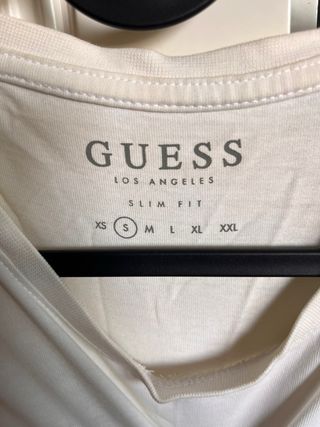 GUESS
LOS ANGELES
SLIM FIT
XS S M L XL XXL